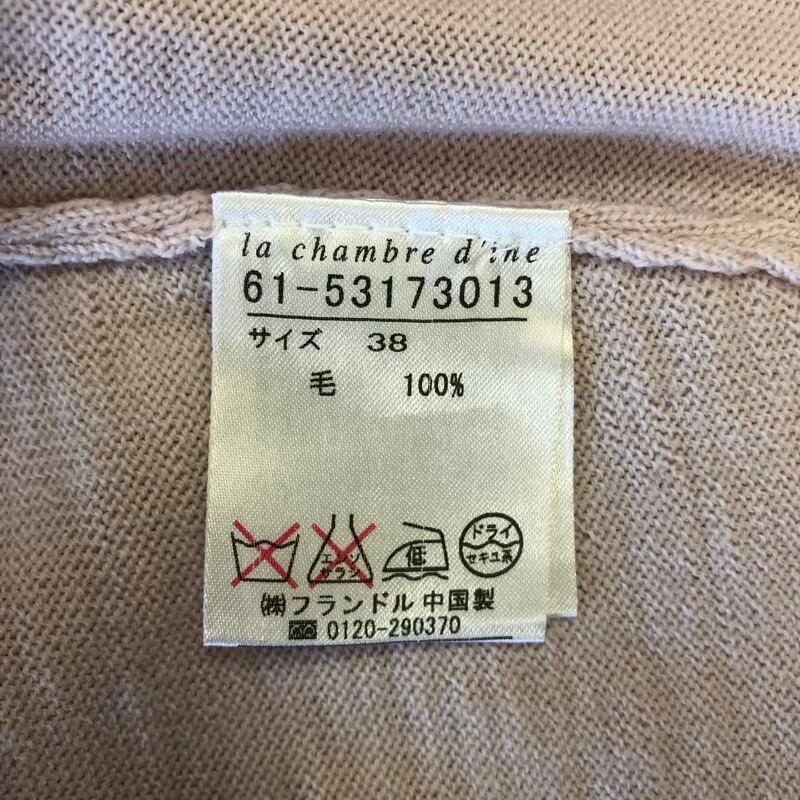 la chambre d'ine
61-53173013
サイズ 38
毛 100%
エンソ
サラシ
低
ドライ
セキユ系
㈱フランドル 中国製
0120-290370